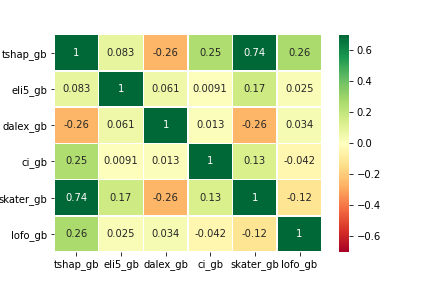 tshap_gb 1 0.083 -0.26 0.25 0.74 0.26
eli5_gb 0.083 1 0.061 0.0091 0.17 0.025
dalex_gb -0.26 0.061 1 0.013 -0.26 0.034
ci_gb 0.25 0.0091 0.013 1 0.13 -0.042
skater_gb 0.74 0.17 -0.26 0.13 1 -0.12
lofo_gb 0.26 0.025 0.034 -0.042 -0.12 1
tshap_gb eli5_gb dalex_gb ci_gb skater_gb lofo_gb
0.6
0.4
0.2
0.0
−0.2
−0.4
−0.6